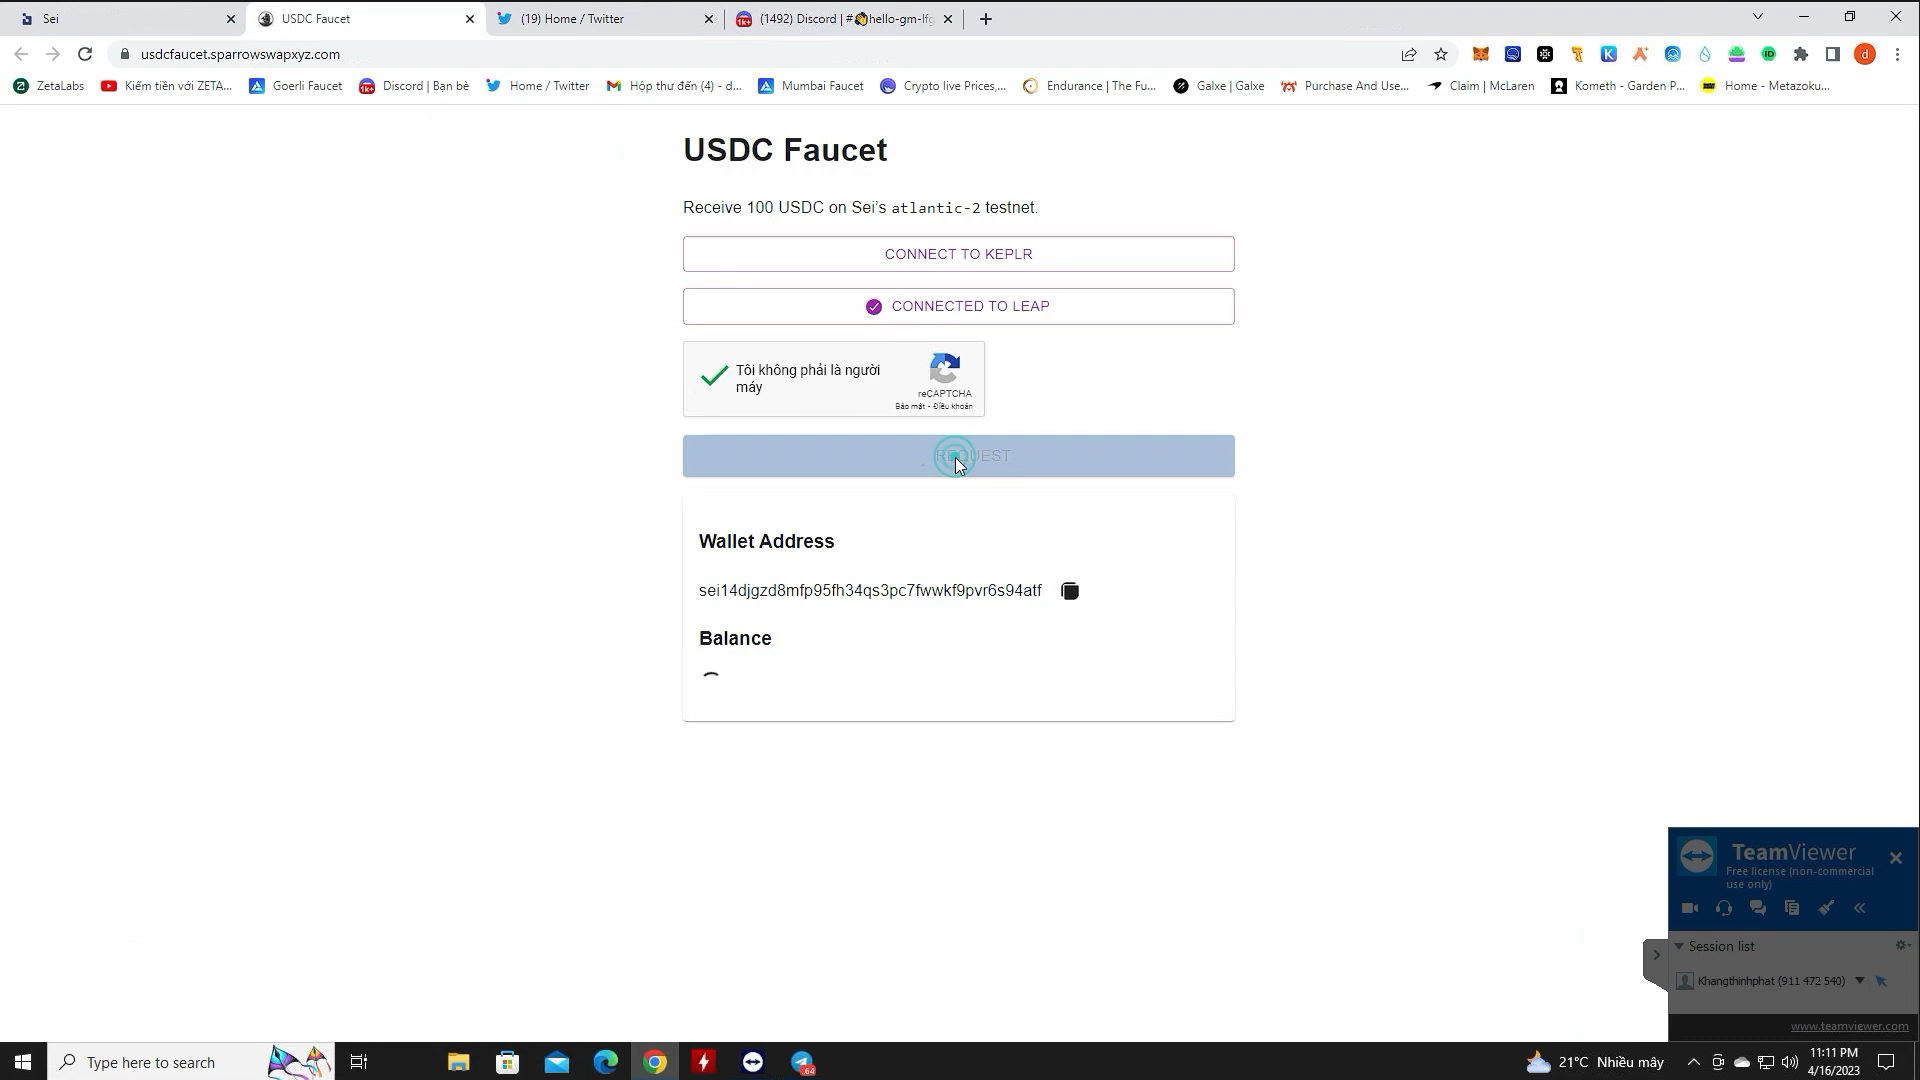 Sei
USDC Faucet
(19) Home / Twitter
(1492) Discord | #👋hello-gm-lfg
usdcfaucet.sparrowswapxyz.com
ZetaLabs
Kiếm tiền với ZETA...
Goerli Faucet
Discord | Bạn bè
Home / Twitter
Hộp thư đến (4) - d...
Mumbai Faucet
Crypto live Prices,...
Endurance | The Fu...
Galxe | Galxe
Purchase And Use...
Claim | McLaren
Kometh - Garden P...
Home - Metazoku...
USDC Faucet
Receive 100 USDC on Sei's atlantic-2 testnet.
CONNECT TO KEPLR
CONNECTED TO LEAP
Tôi không phải là người
máy
reCAPTCHA
Bảo mật - Điều khoản
REQUEST
Wallet Address
sei14djgzd8mfp95fh34qs3pc7fwwkf9pvr6s94atf
Balance
TeamViewer
Free license (non-commercial
use only)
Session list
Khangthinhphat (911 472 540)
www.teamviewer.com
Type here to search
21°C Nhiều mây
11:11 PM
4/16/2023